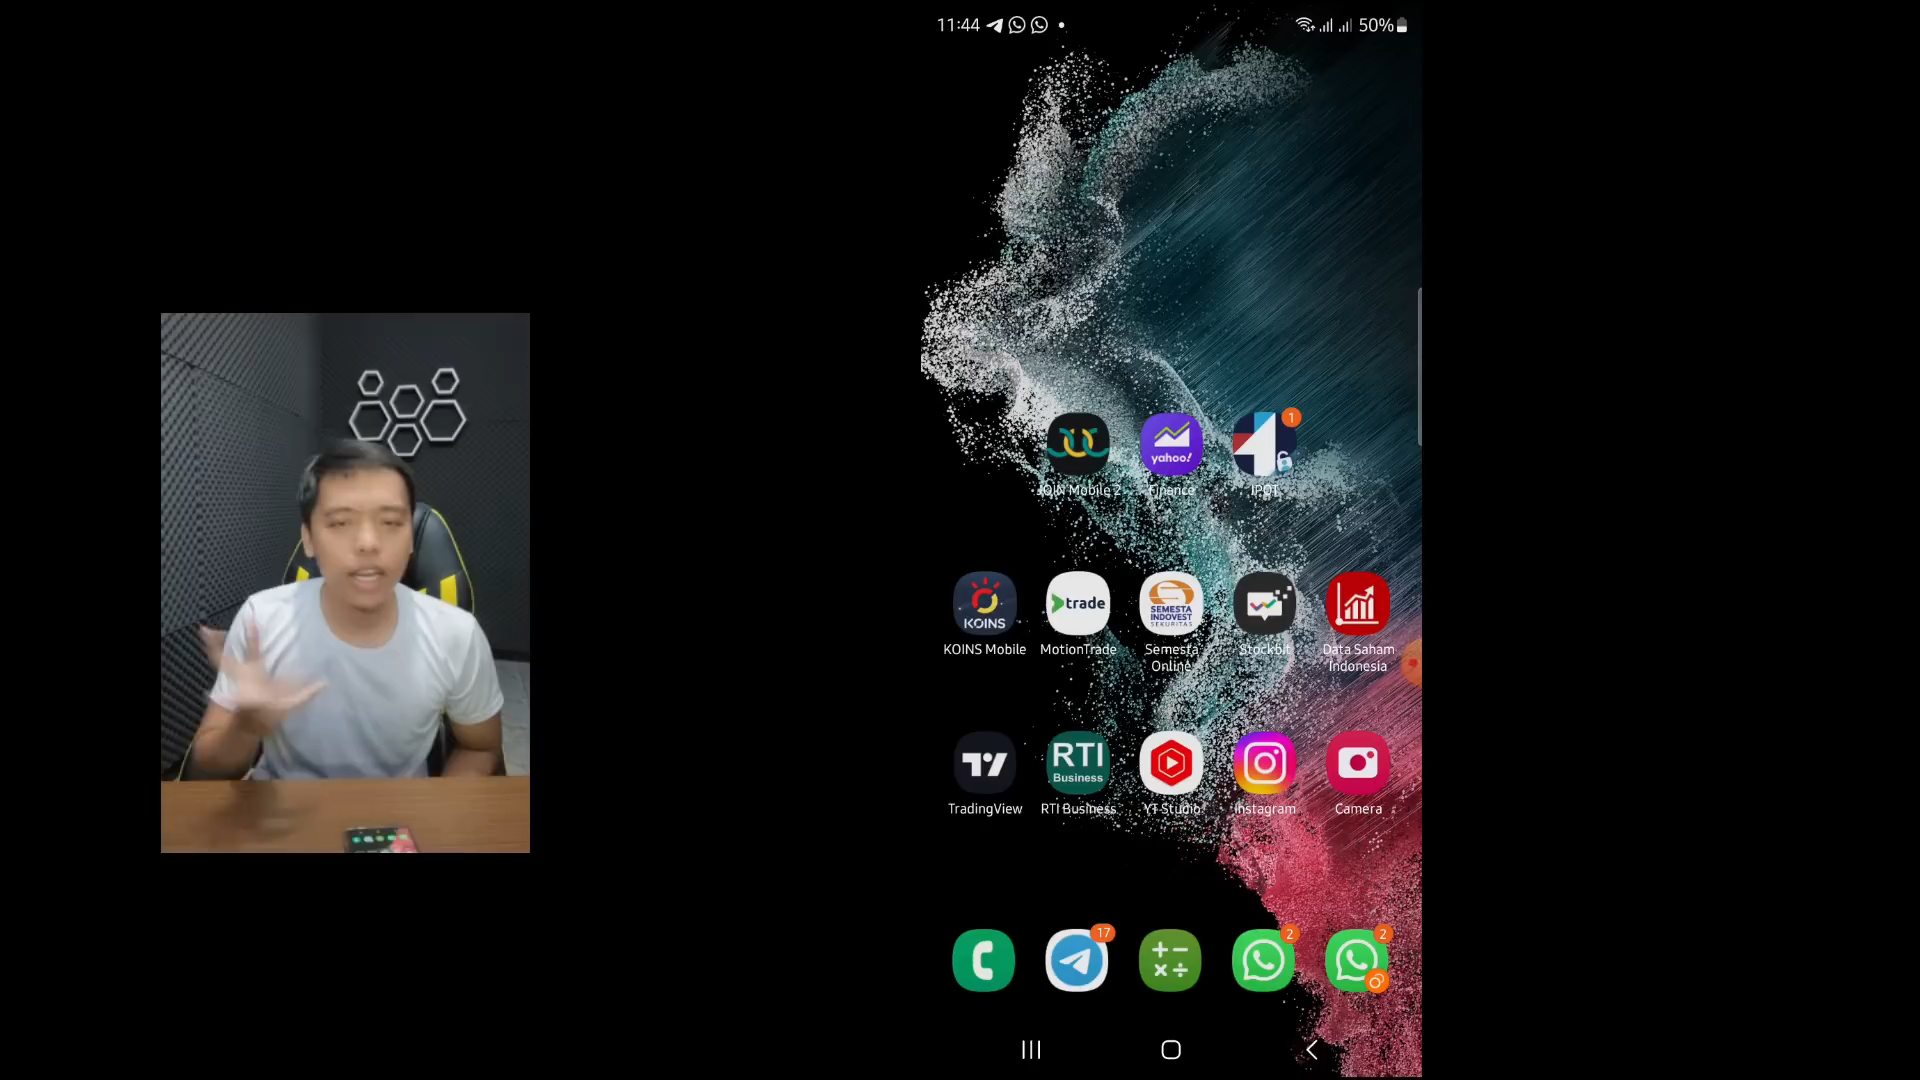 11:44
50%
1
yahoo!
JOIN Mobile 2
Finance
IPOT
KOINS
trade
SEMESTA
INDOVEST
SEKURITAS
KOINS Mobile
MotionTrade
Semesta
Online
Stockbit
Data Saham
Indonesia
RTI
Business
TradingView
RTI Business
YT Studio
Instagram
Camera
17
2
2